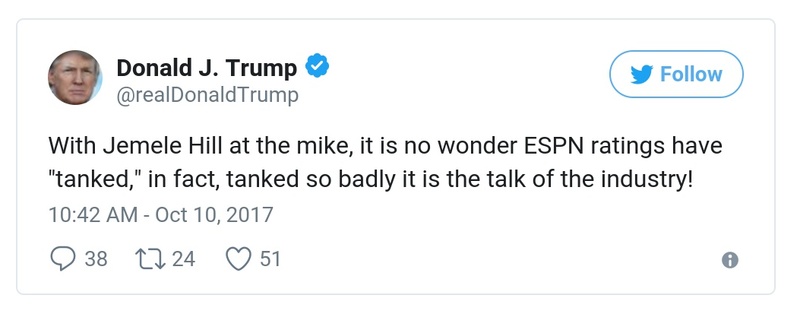 Donald J. Trump
@realDonaldTrump
Follow
With Jemele Hill at the mike, it is no wonder ESPN ratings have
"tanked," in fact, tanked so badly it is the talk of the industry!
10:42 AM - Oct 10, 2017
38 24 51